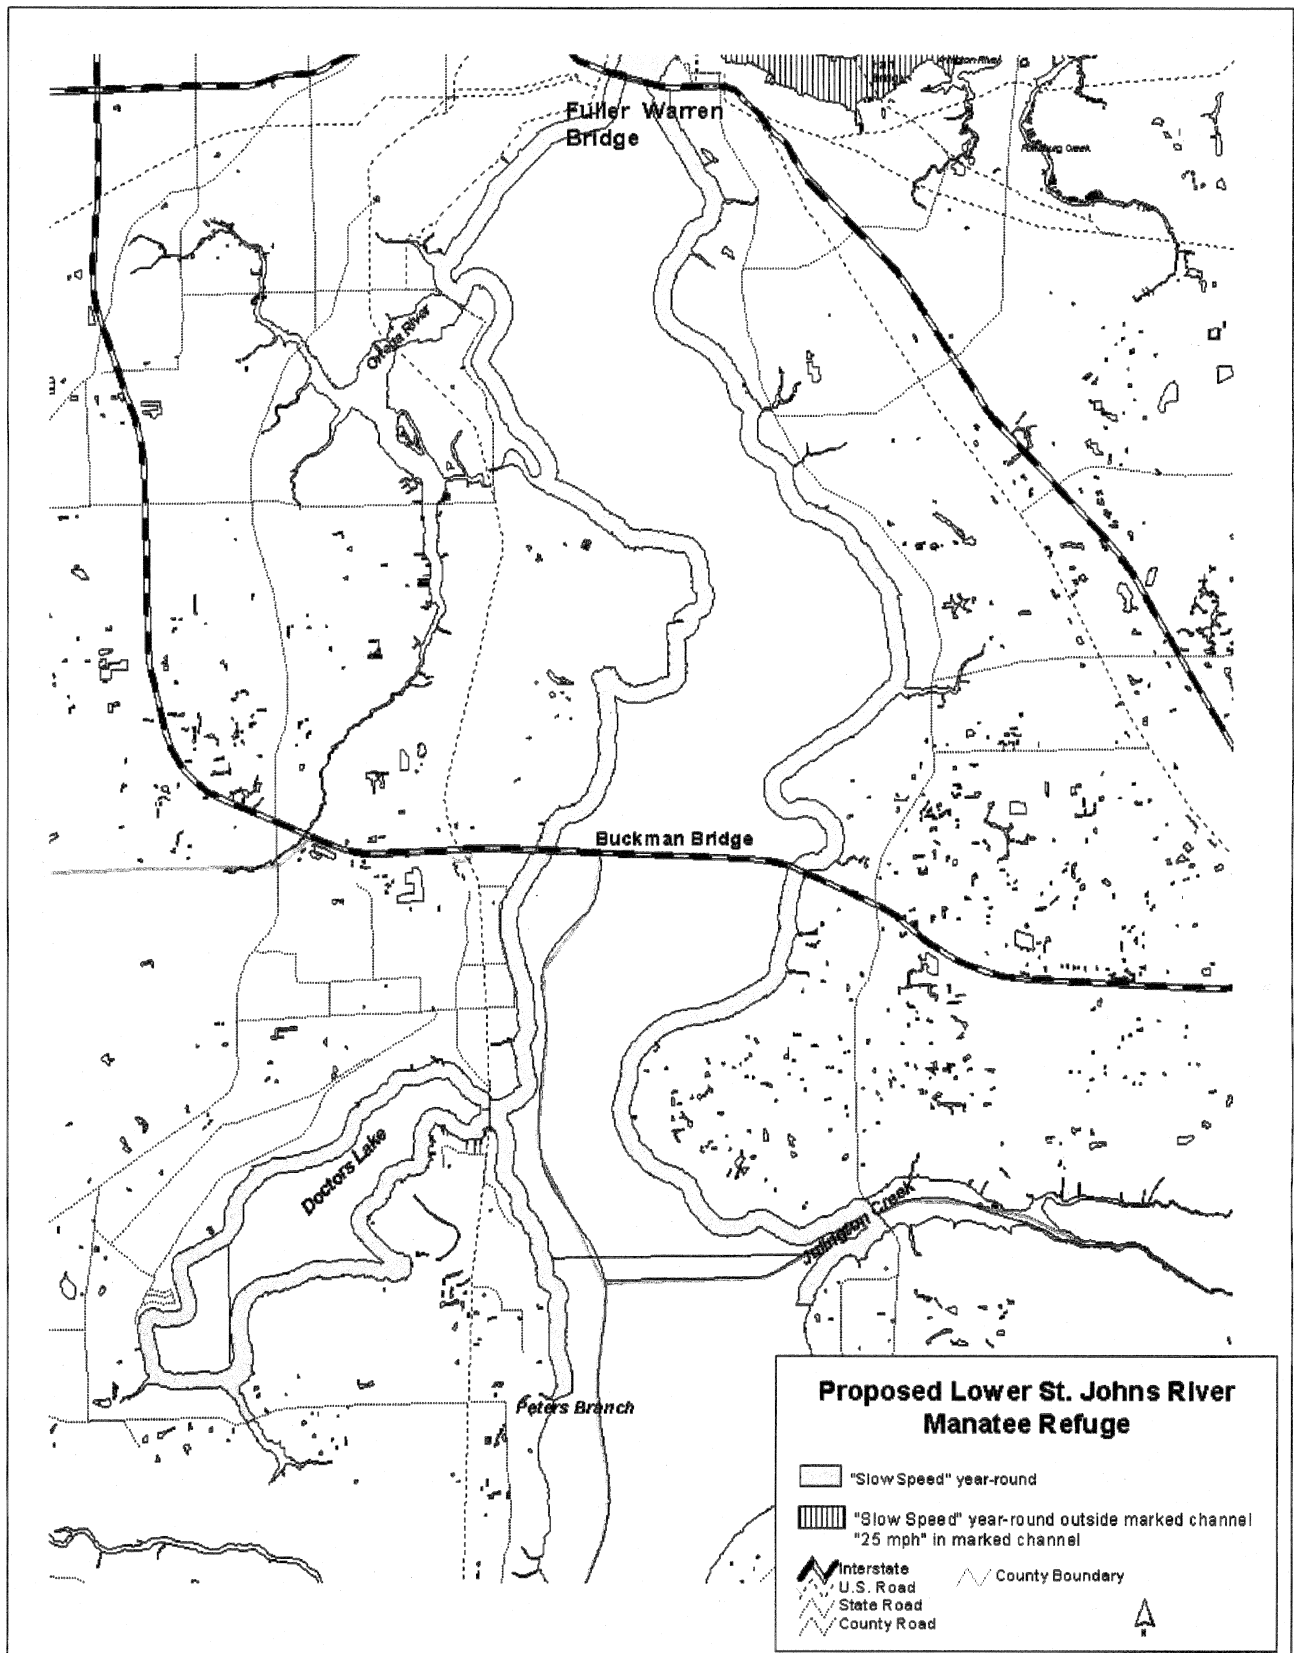 Fuller Warren
Bridge
Ortega River
Buckman Bridge
Doctors Lake
Julington Creek
Peters Branch
Proposed Lower St. Johns River
Manatee Refuge
"Slow Speed" year-round
"Slow Speed" year-round outside marked channel
"25 mph" in marked channel
Interstate
U.S. Road
State Road
County Road
County Boundary
N